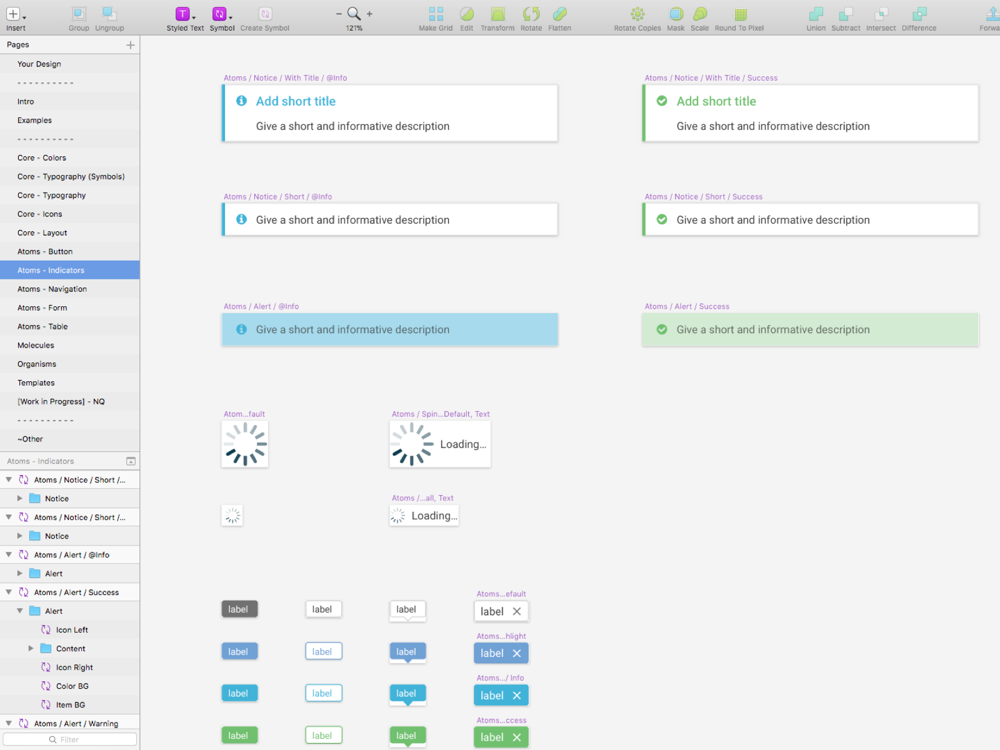 Insert
Group
Ungroup
Styled Text
Symbol
Create Symbol
121%
Make Grid
Edit
Transform
Rotate
Flatten
Rotate Copies
Mask
Scale
Round To Pixel
Union
Subtract
Intersect
Difference
Forwa
Pages
Your Design
- - - - - - - - - -
Intro
Examples
- - - - - - - - - -
Core - Colors
Core - Typography (Symbols)
Core - Typography
Core - Icons
Core - Layout
Atoms - Button
Atoms - Indicators
Atoms - Navigation
Atoms - Form
Atoms - Table
Molecules
Organisms
Templates
[Work in Progress] - NQ
- - - - - - - - - -
~Other
Atoms - Indicators
Atoms / Notice / Short /...
Notice
Atoms / Notice / Short /...
Notice
Atoms / Alert / @Info
Alert
Atoms / Alert / Success
Alert
Icon Left
Content
Icon Right
Color BG
Item BG
Atoms / Alert / Warning
Filter
Atoms / Notice / With Title / @Info
Add short title
Give a short and informative description
Atoms / Notice / With Title / Success
Add short title
Give a short and informative description
Atoms / Notice / Short / @Info
Give a short and informative description
Atoms / Notice / Short / Success
Give a short and informative description
Atoms / Alert / @Info
Give a short and informative description
Atoms / Alert / Success
Give a short and informative description
Atom...fault
Atoms / Spin...Default, Text
Loading...
Atoms /...all, Text
Loading...
Atoms...efault
label
label
label
label
Atoms...hlight
label
label
label
label
Atoms.../ Info
label
label
label
label
Atoms...ccess
label
label
label
label